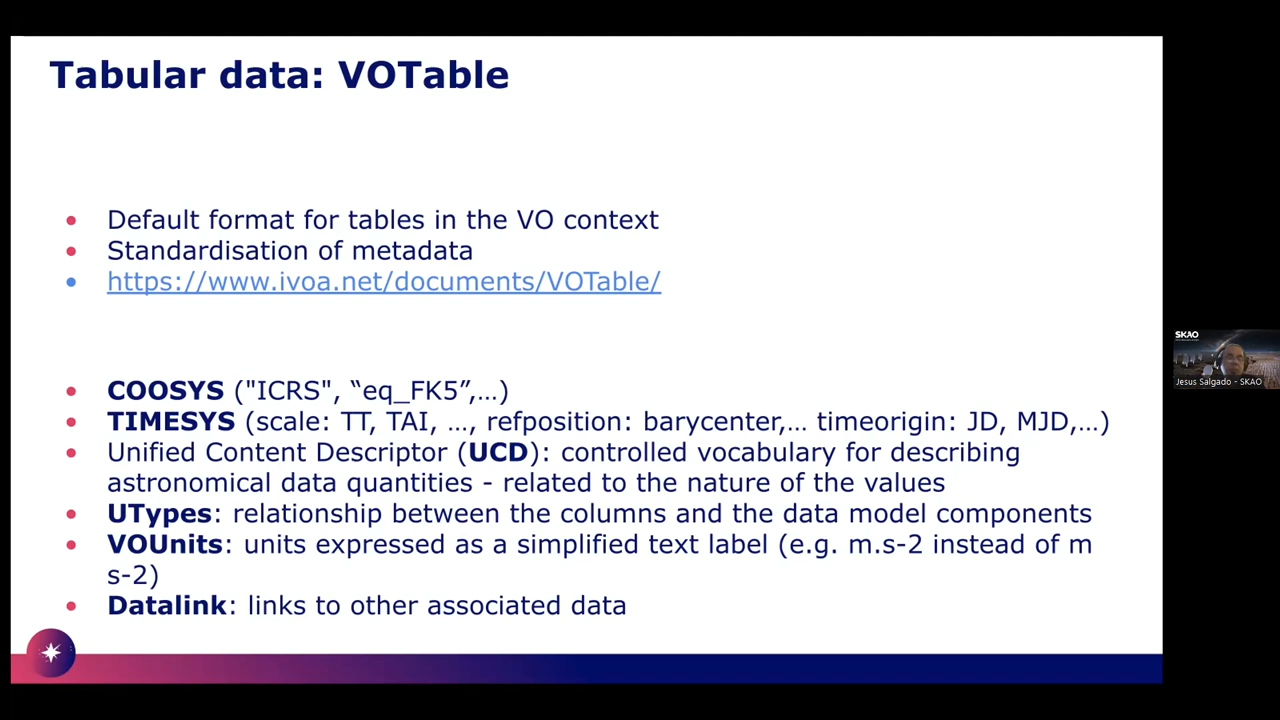 Tabular data: VOTable
• Default format for tables in the VO context
• Standardisation of metadata
• https://www.ivoa.net/documents/VOTable/
• COOSYS ("ICRS", “eq_FK5”,…)
• TIMESYS (scale: TT, TAI, …, refposition: barycenter,… timeorigin: JD, MJD,…)
• Unified Content Descriptor (UCD): controlled vocabulary for describing
astronomical data quantities - related to the nature of the values
• UTypes: relationship between the columns and the data model components
• VOUnits: units expressed as a simplified text label (e.g. m.s-2 instead of m
s-2)
• Datalink: links to other associated data
SKAO
Jesus Salgado - SKAO